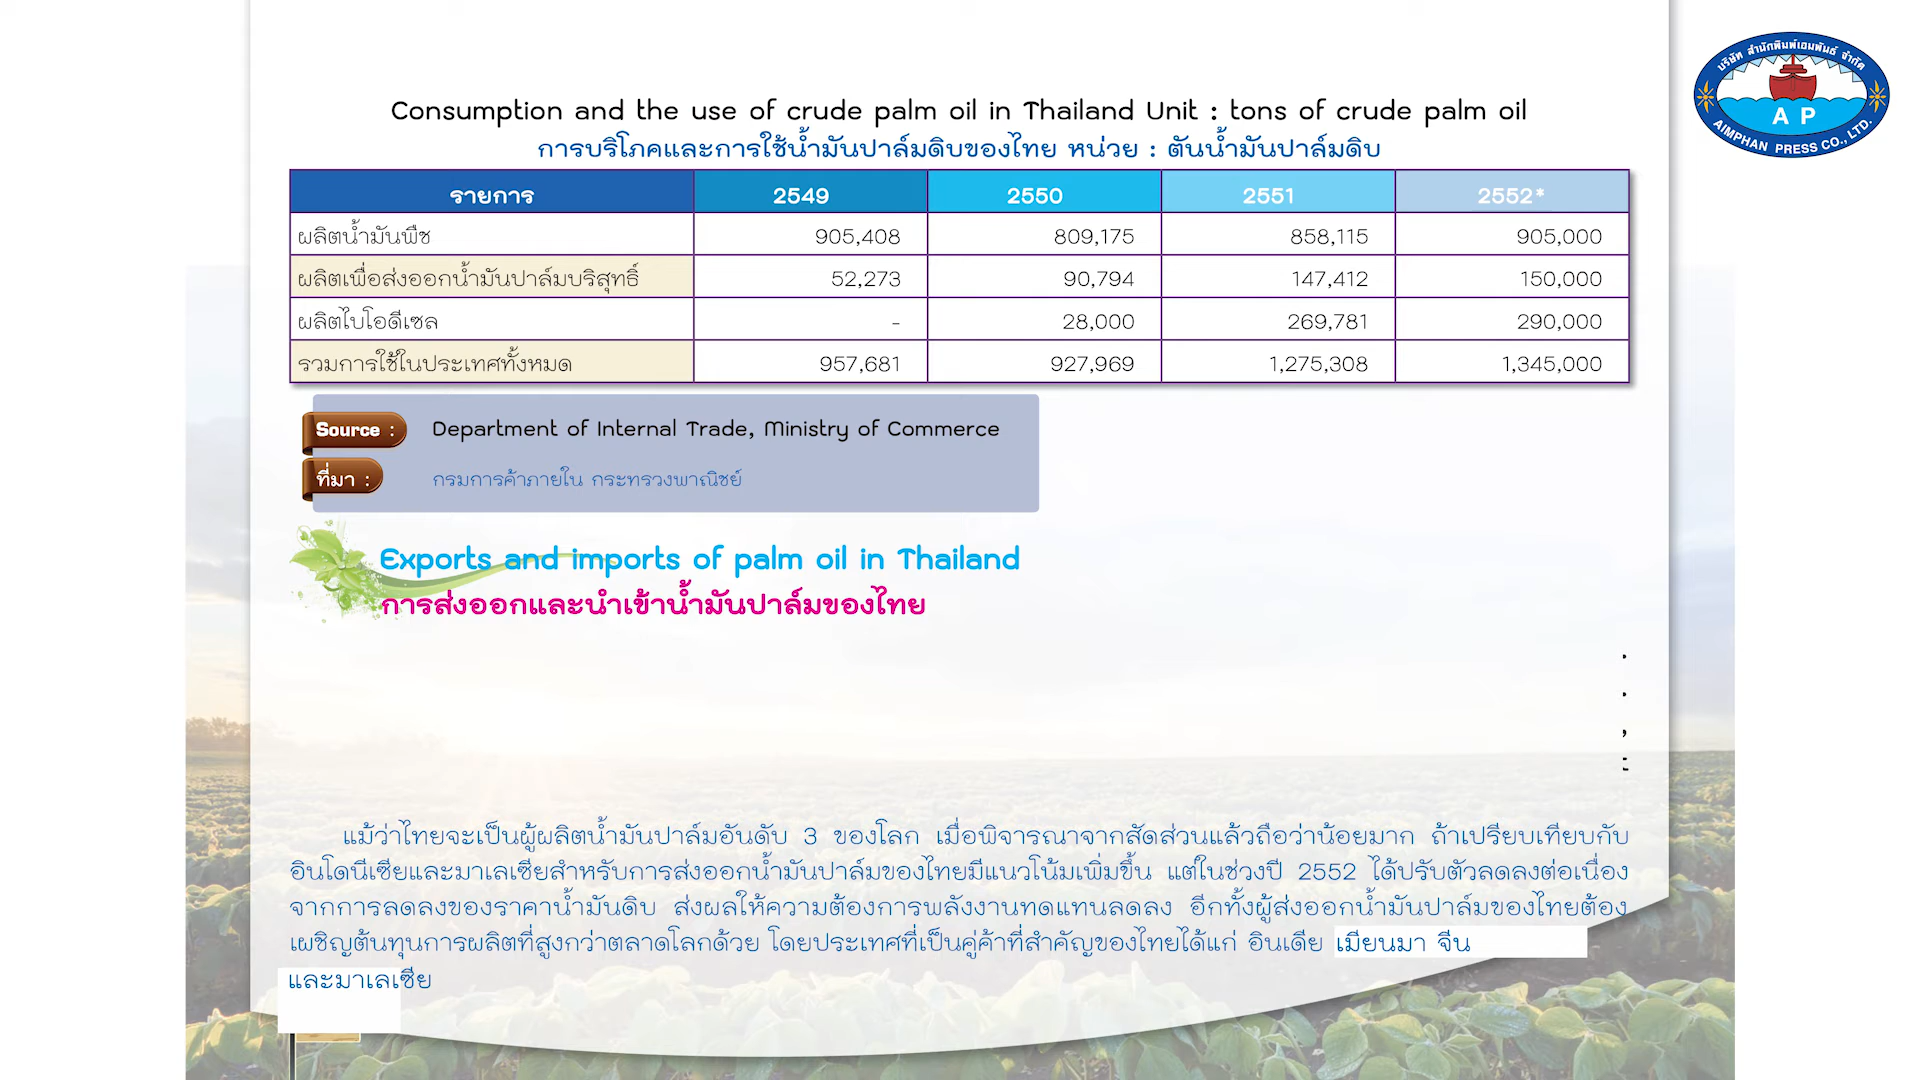 บริษัท สำนักพิมพ์เอมพันธ์ จำกัด
A P
AIMPHAN PRESS CO., LTD.
Consumption and the use of crude palm oil in Thailand Unit : tons of crude palm oil
การบริโภคและการใช้น้ำมันปาล์มดิบของไทย หน่วย : ตันน้ำมันปาล์มดิบ
รายการ 2549 2550 2551 2552*
ผลิตน้ำมันพืช 905,408 809,175 858,115 905,000
ผลิตเพื่อส่งออกน้ำมันปาล์มบริสุทธิ์ 52,273 90,794 147,412 150,000
ผลิตไบโอดีเซล - 28,000 269,781 290,000
รวมการใช้ในประเทศทั้งหมด 957,681 927,969 1,275,308 1,345,000
Source : Department of Internal Trade, Ministry of Commerce
ที่มา : กรมการค้าภายใน กระทรวงพาณิชย์
Exports and imports of palm oil in Thailand
การส่งออกและนำเข้าน้ำมันปาล์มของไทย
แม้ว่าไทยจะเป็นผู้ผลิตน้ำมันปาล์มอันดับ 3 ของโลก เมื่อพิจารณาจากสัดส่วนแล้วถือว่าน้อยมาก ถ้าเปรียบเทียบกับ
อินโดนีเซียและมาเลเซียสำหรับการส่งออกน้ำมันปาล์มของไทยมีแนวโน้มเพิ่มขึ้น แต่ในช่วงปี 2552 ได้ปรับตัวลดลงต่อเนื่อง
จากการลดลงของราคาน้ำมันดิบ ส่งผลให้ความต้องการพลังงานทดแทนลดลง อีกทั้งผู้ส่งออกน้ำมันปาล์มของไทยต้อง
เผชิญต้นทุนการผลิตที่สูงกว่าตลาดโลกด้วย โดยประเทศที่เป็นคู่ค้าที่สำคัญของไทยได้แก่ อินเดีย เมียนมา จีน
และมาเลเซีย